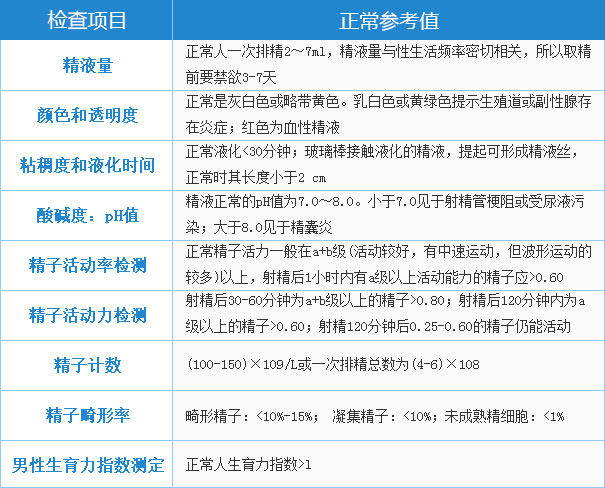 检查项目 正常参考值
精液量
正常人一次排精2～7ml，精液量与性生活频率密切相关，所以取精
前要禁欲3-7天
颜色和透明度
正常是灰白色或略带黄色。乳白色或黄绿色提示生殖道或副性腺存
在炎症；红色为血性精液
粘稠度和液化时间
正常液化<30分钟；玻璃棒接触液化的精液，提起可形成精液丝，
正常时其长度小于2 cm
酸碱度：pH值
精液正常的pH值为7.0～8.0。小于7.0见于射精管梗阻或受尿液污
染；大于8.0见于精囊炎
精子活动率检测
正常精子活力一般在a+b级(活动较好，有中速运动，但波形运动的
较多)以上，射精后1小时内有a级以上活动能力的精子应>0.60
精子活动力检测
射精后30-60分钟为a+b级以上的精子>0.80；射精后120分钟内为a
级以上的精子>0.60；射精120分钟后0.25-0.60的精子仍能活动
精子计数
(100-150)×109/L或一次排精总数为(4-6)×108
精子畸形率
畸形精子：<10%-15%； 凝集精子：<10%；未成熟精细胞：<1%
男性生育力指数测定
正常人生育力指数>1